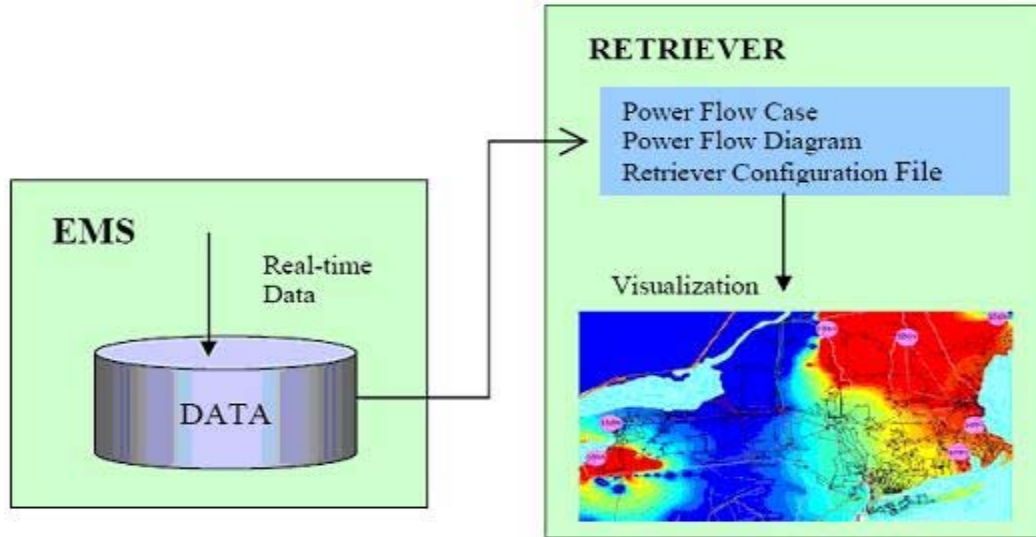 EMS
Real-time
Data
DATA
RETRIEVER
Power Flow Case
Power Flow Diagram
Retriever Configuration File
Visualization